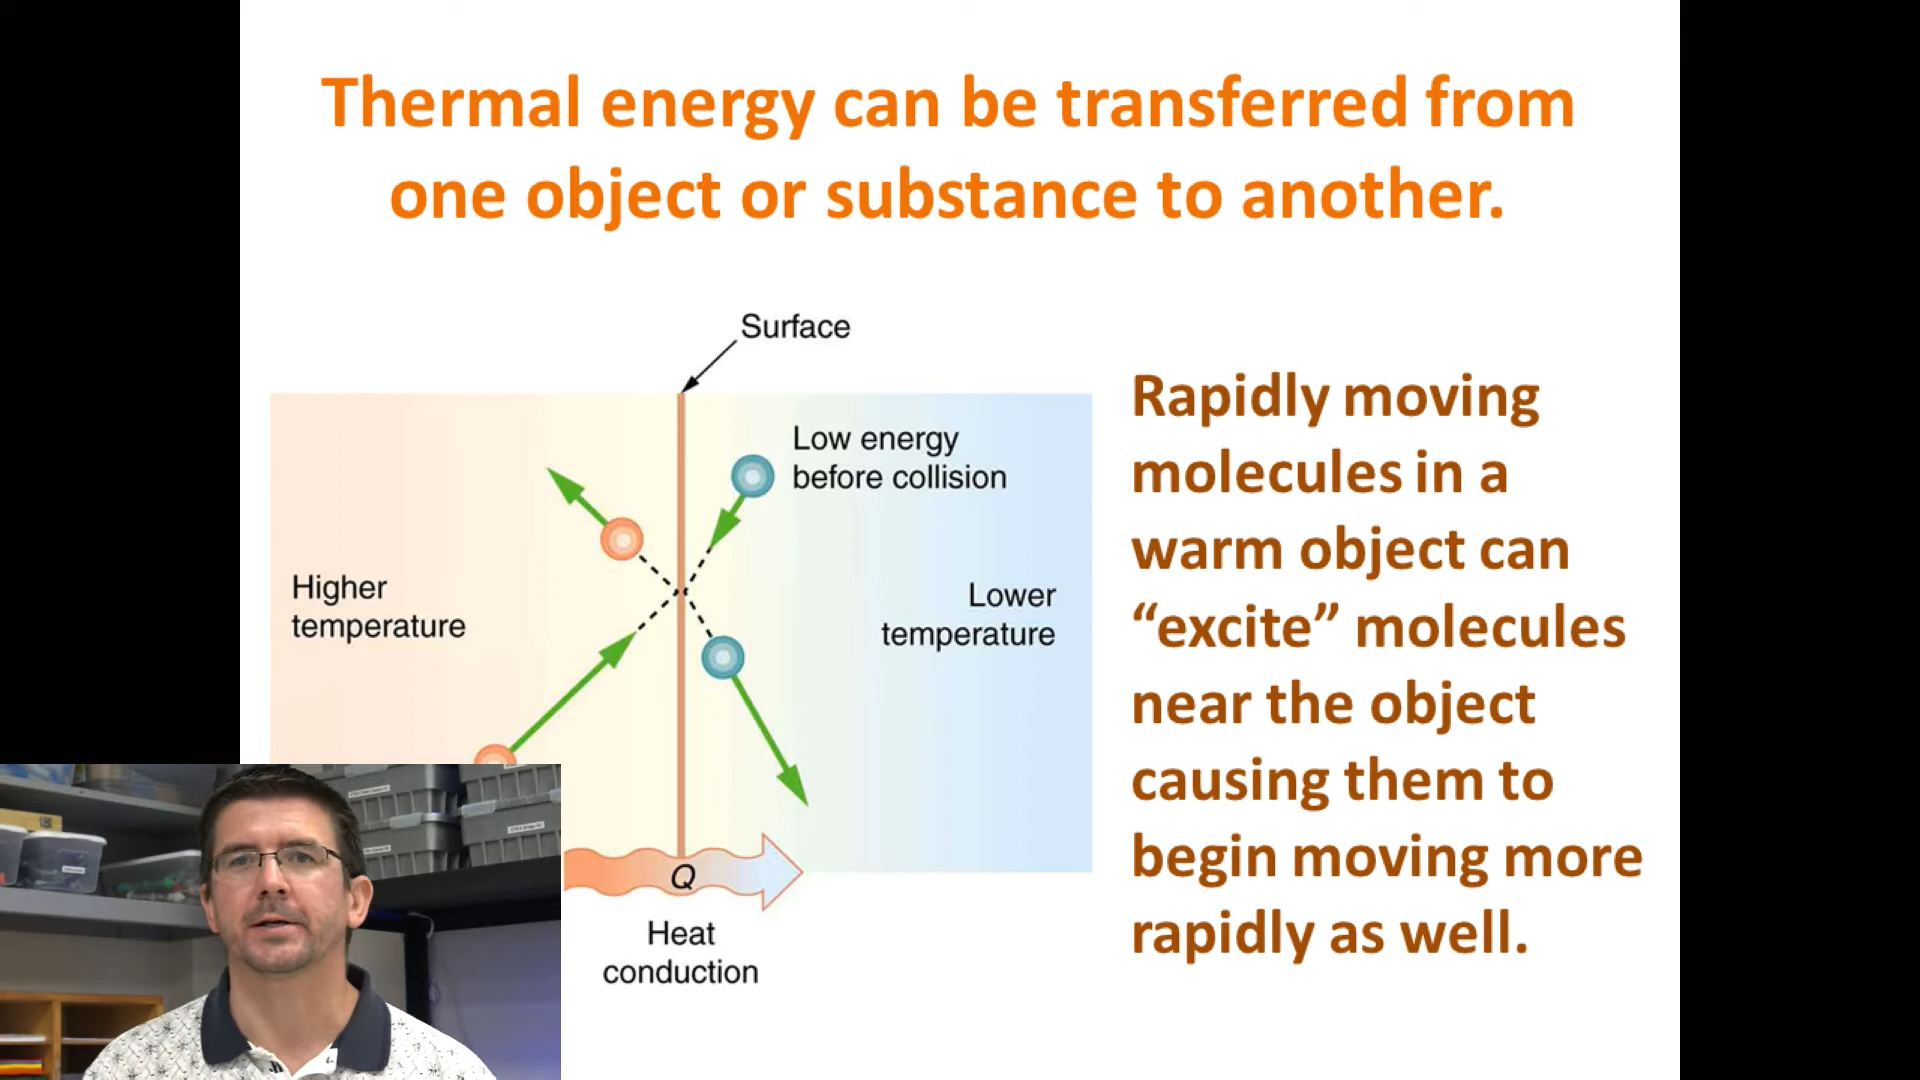 Thermal energy can be transferred from
one object or substance to another.
Surface
Low energy
before collision
Higher
temperature
Lower
temperature
Q
Heat
conduction
Rapidly moving
molecules in a
warm object can
“excite” molecules
near the object
causing them to
begin moving more
rapidly as well.